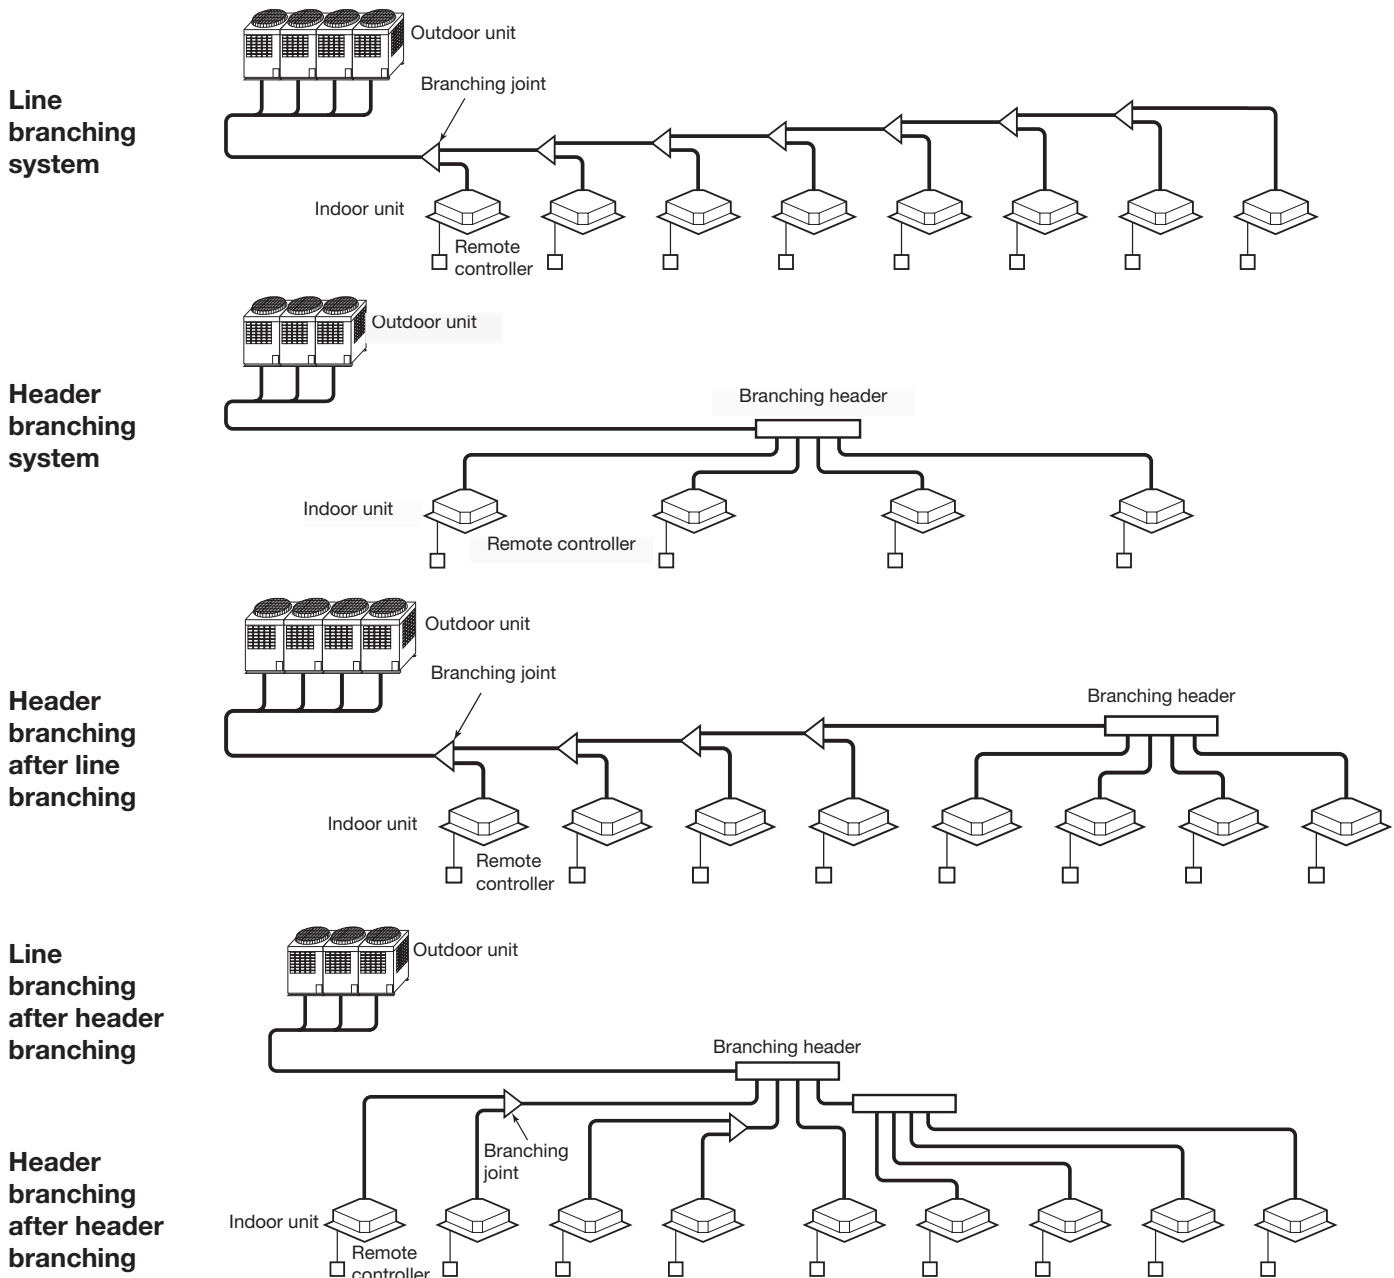 Outdoor unit
Branching joint
Line
branching
system
Indoor unit
Remote
controller
Outdoor unit
Header
branching
system
Branching header
Indoor unit
Remote controller
Outdoor unit
Branching joint
Header
branching
after line
branching
Branching header
Indoor unit
Remote
controller
Line
branching
after header
branching
Outdoor unit
Branching header
Branching
joint
Header
branching
after header
branching
Indoor unit
Remote
controller